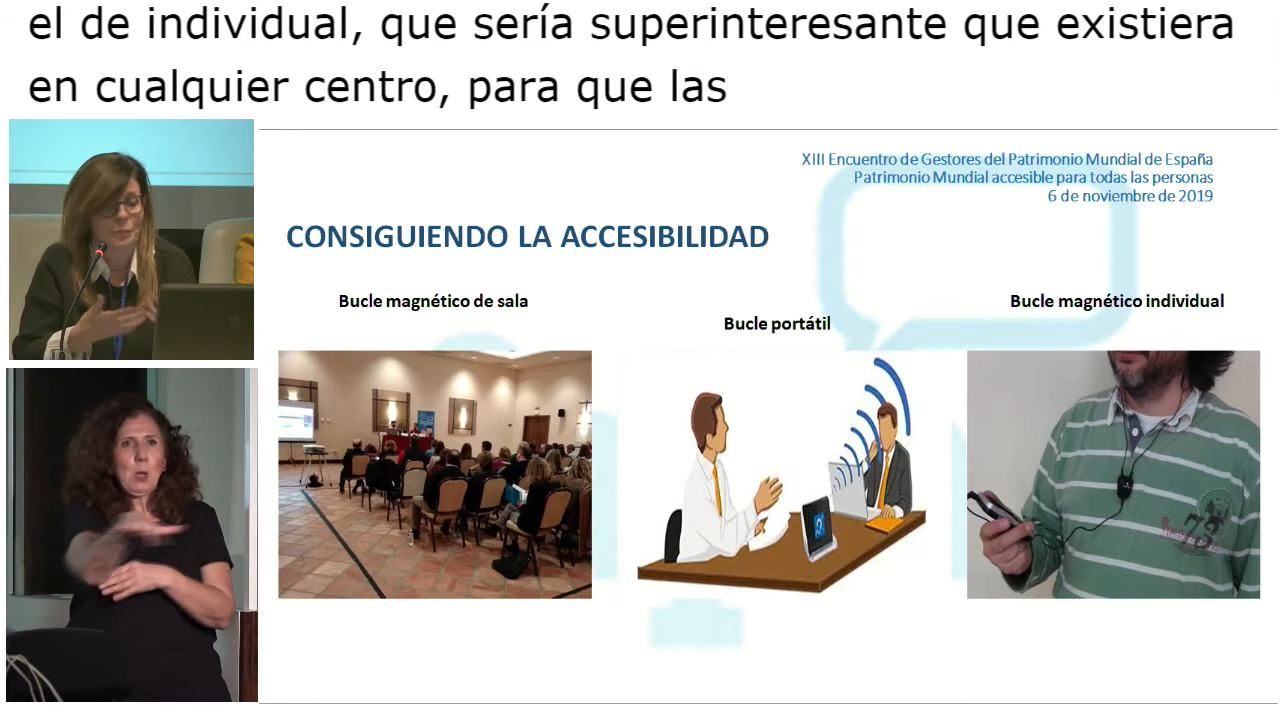 el de individual, que sería superinteresante que existiera
en cualquier centro, para que las
XIII Encuentro de Gestores del Patrimonio Mundial de España
Patrimonio Mundial accesible para todas las personas
6 de noviembre de 2019
CONSIGUIENDO LA ACCESIBILIDAD
Bucle magnético de sala
Bucle portátil
Bucle magnético individual